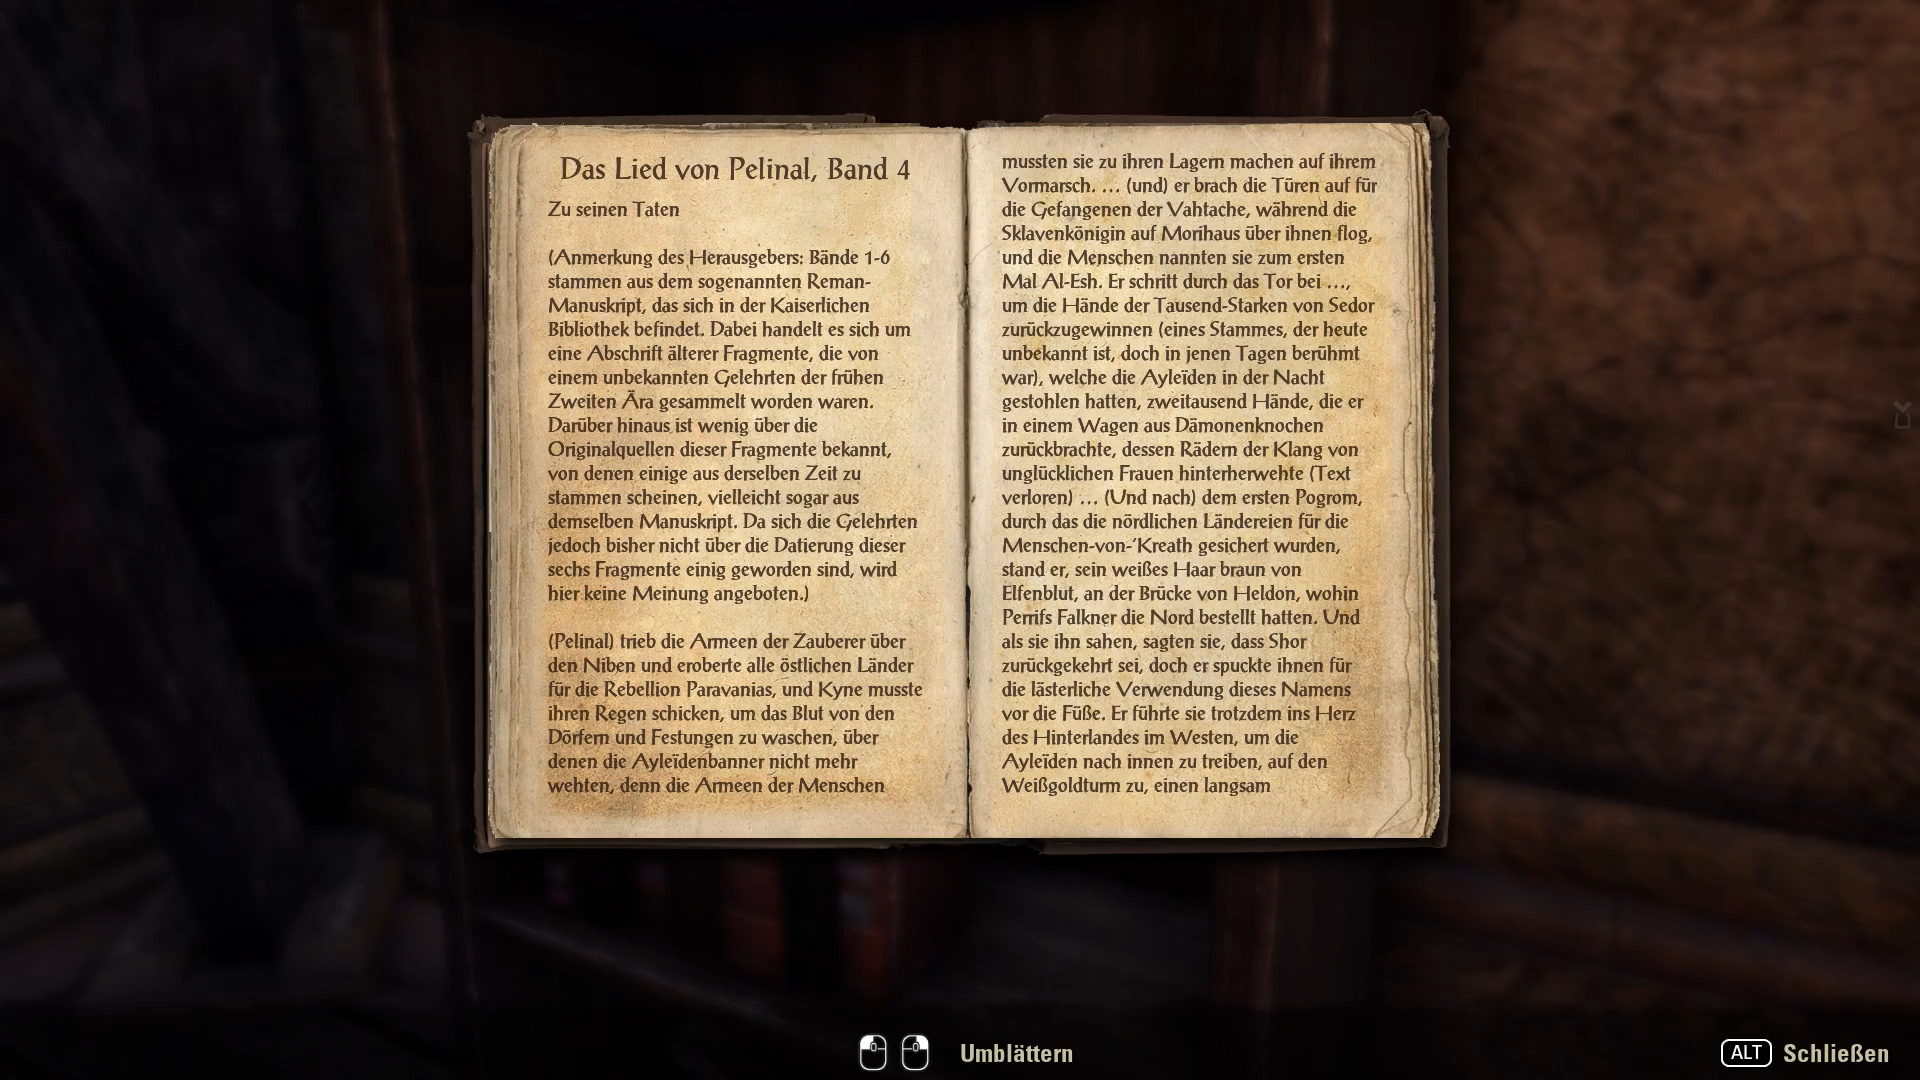 Das Lied von Pelinal, Band 4
Zu seinen Taten
(Anmerkung des Herausgebers: Bände 1-6
stammen aus dem sogenannten Reman-
Manuskript, das sich in der Kaiserlichen
Bibliothek befindet. Dabei handelt es sich um
eine Abschrift älterer Fragmente, die von
einem unbekannten Gelehrten der frühen
Zweiten Ära gesammelt worden waren.
Darüber hinaus ist wenig über die
Originalquellen dieser Fragmente bekannt,
von denen einige aus derselben Zeit zu
stammen scheinen, vielleicht sogar aus
demselben Manuskript. Da sich die Gelehrten
jedoch bisher nicht über die Datierung dieser
sechs Fragmente einig geworden sind, wird
hier keine Meinung angeboten.)
(Pelinal) trieb die Armeen der Zauberer über
den Niben und eroberte alle östlichen Länder
für die Rebellion Paravanias, und Kyne musste
ihren Regen schicken, um das Blut von den
Dörfern und Festungen zu waschen, über
denen die Ayleïdenbanner nicht mehr
wehten, denn die Armeen der Menschen
mussten sie zu ihren Lagern machen auf ihrem
Vormarsch. … (und) er brach die Türen auf für
die Gefangenen der Vahtache, während die
Sklavenkönigin auf Morihaus über ihnen flog,
und die Menschen nannten sie zum ersten
Mal Al-Esh. Er schritt durch das Tor bei …,
um die Hände der Tausend-Starken von Sedor
zurückzugewinnen (eines Stammes, der heute
unbekannt ist, doch in jenen Tagen berühmt
war), welche die Ayleïden in der Nacht
gestohlen hatten, zweitausend Hände, die er
in einem Wagen aus Dämonenknochen
zurückbrachte, dessen Rädern der Klang von
unglücklichen Frauen hinterherwehte (Text
verloren) … (Und nach) dem ersten Pogrom,
durch das die nördlichen Ländereien für die
Menschen-von-'Kreath gesichert wurden,
stand er, sein weißes Haar braun von
Elfenblut, an der Brücke von Heldon, wohin
Perrifs Falkner die Nord bestellt hatten. Und
als sie ihn sahen, sagten sie, dass Shor
zurückgekehrt sei, doch er spuckte ihnen für
die lästerliche Verwendung dieses Namens
vor die Füße. Er führte sie trotzdem ins Herz
des Hinterlandes im Westen, um die
Ayleïden nach innen zu treiben, auf den
Weißgoldturm zu, einen langsam
Umblättern
ALT Schließen